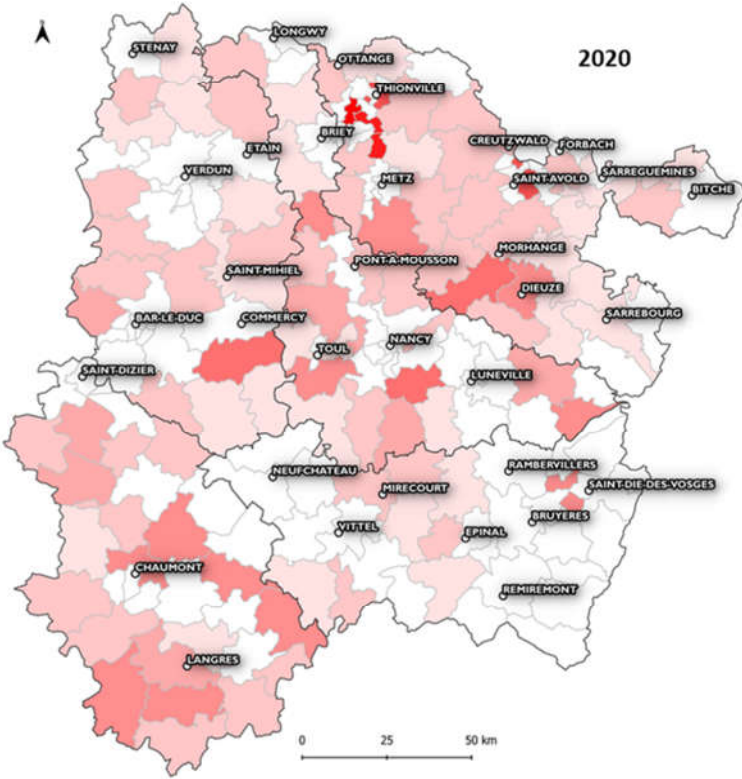 LONGWY
STENAY
2020
OTTANGE
THIONVILLE
BRIEY
CREUTZWALD
FORBACH
ETAIN
VERDUN
METZ
SAINT-AVOLD
SARREGUEMINES
BITCHE
MORHANGE
PONT-A-MOUSSON
SAINT-MIHIEL
DIEUZE
BAR-LE-DUC
COMMERCY
SARREBOURG
NANCY
TOUL
SAINT-DIZIER
LUNEVILLE
NEUFCHATEAU
RAMBERVILLERS
SAINT-DIE-DES-VOSGES
MIRECOURT
BRUYERES
VITTEL
EPINAL
CHAUMONT
REMIREMONT
LANGRES
0 25 50 km